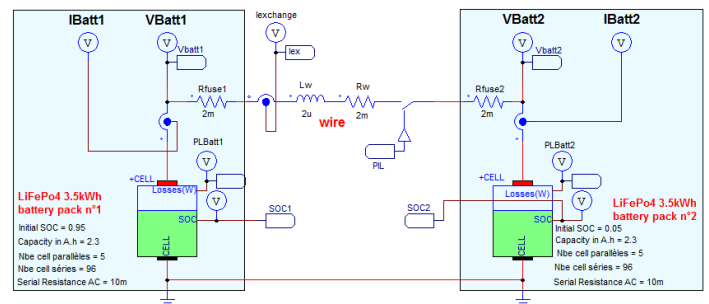 IBatt1
VBatt1
Iexchange
VBatt2
IBatt2
V
V
V
V
V
Vbatt1
Iex
Vbatt2
Rfuse1
Lw
Rw
Rfuse2
2m
2u
2m
2m
wire
PLBatt1
PIL
PLBatt2
V
V
+CELL
Losses(W)
V
+CELL
Losses(W)
V
LiFePo4 3.5kWh
battery pack n°1
SOC
SOC1
SOC2
SOC
LiFePo4 3.5kWh
battery pack n°2
Initial SOC = 0.95
Capacity in A.h = 2.3
Nbe cell parallèles = 5
Nbe cell séries = 96
Serial Resistance AC = 10m
CELL
CELL
Initial SOC = 0.05
Capacity in A.h = 2.3
Nbe cell parallèles = 5
Nbe cell séries = 96
Serial Resistance AC = 10m